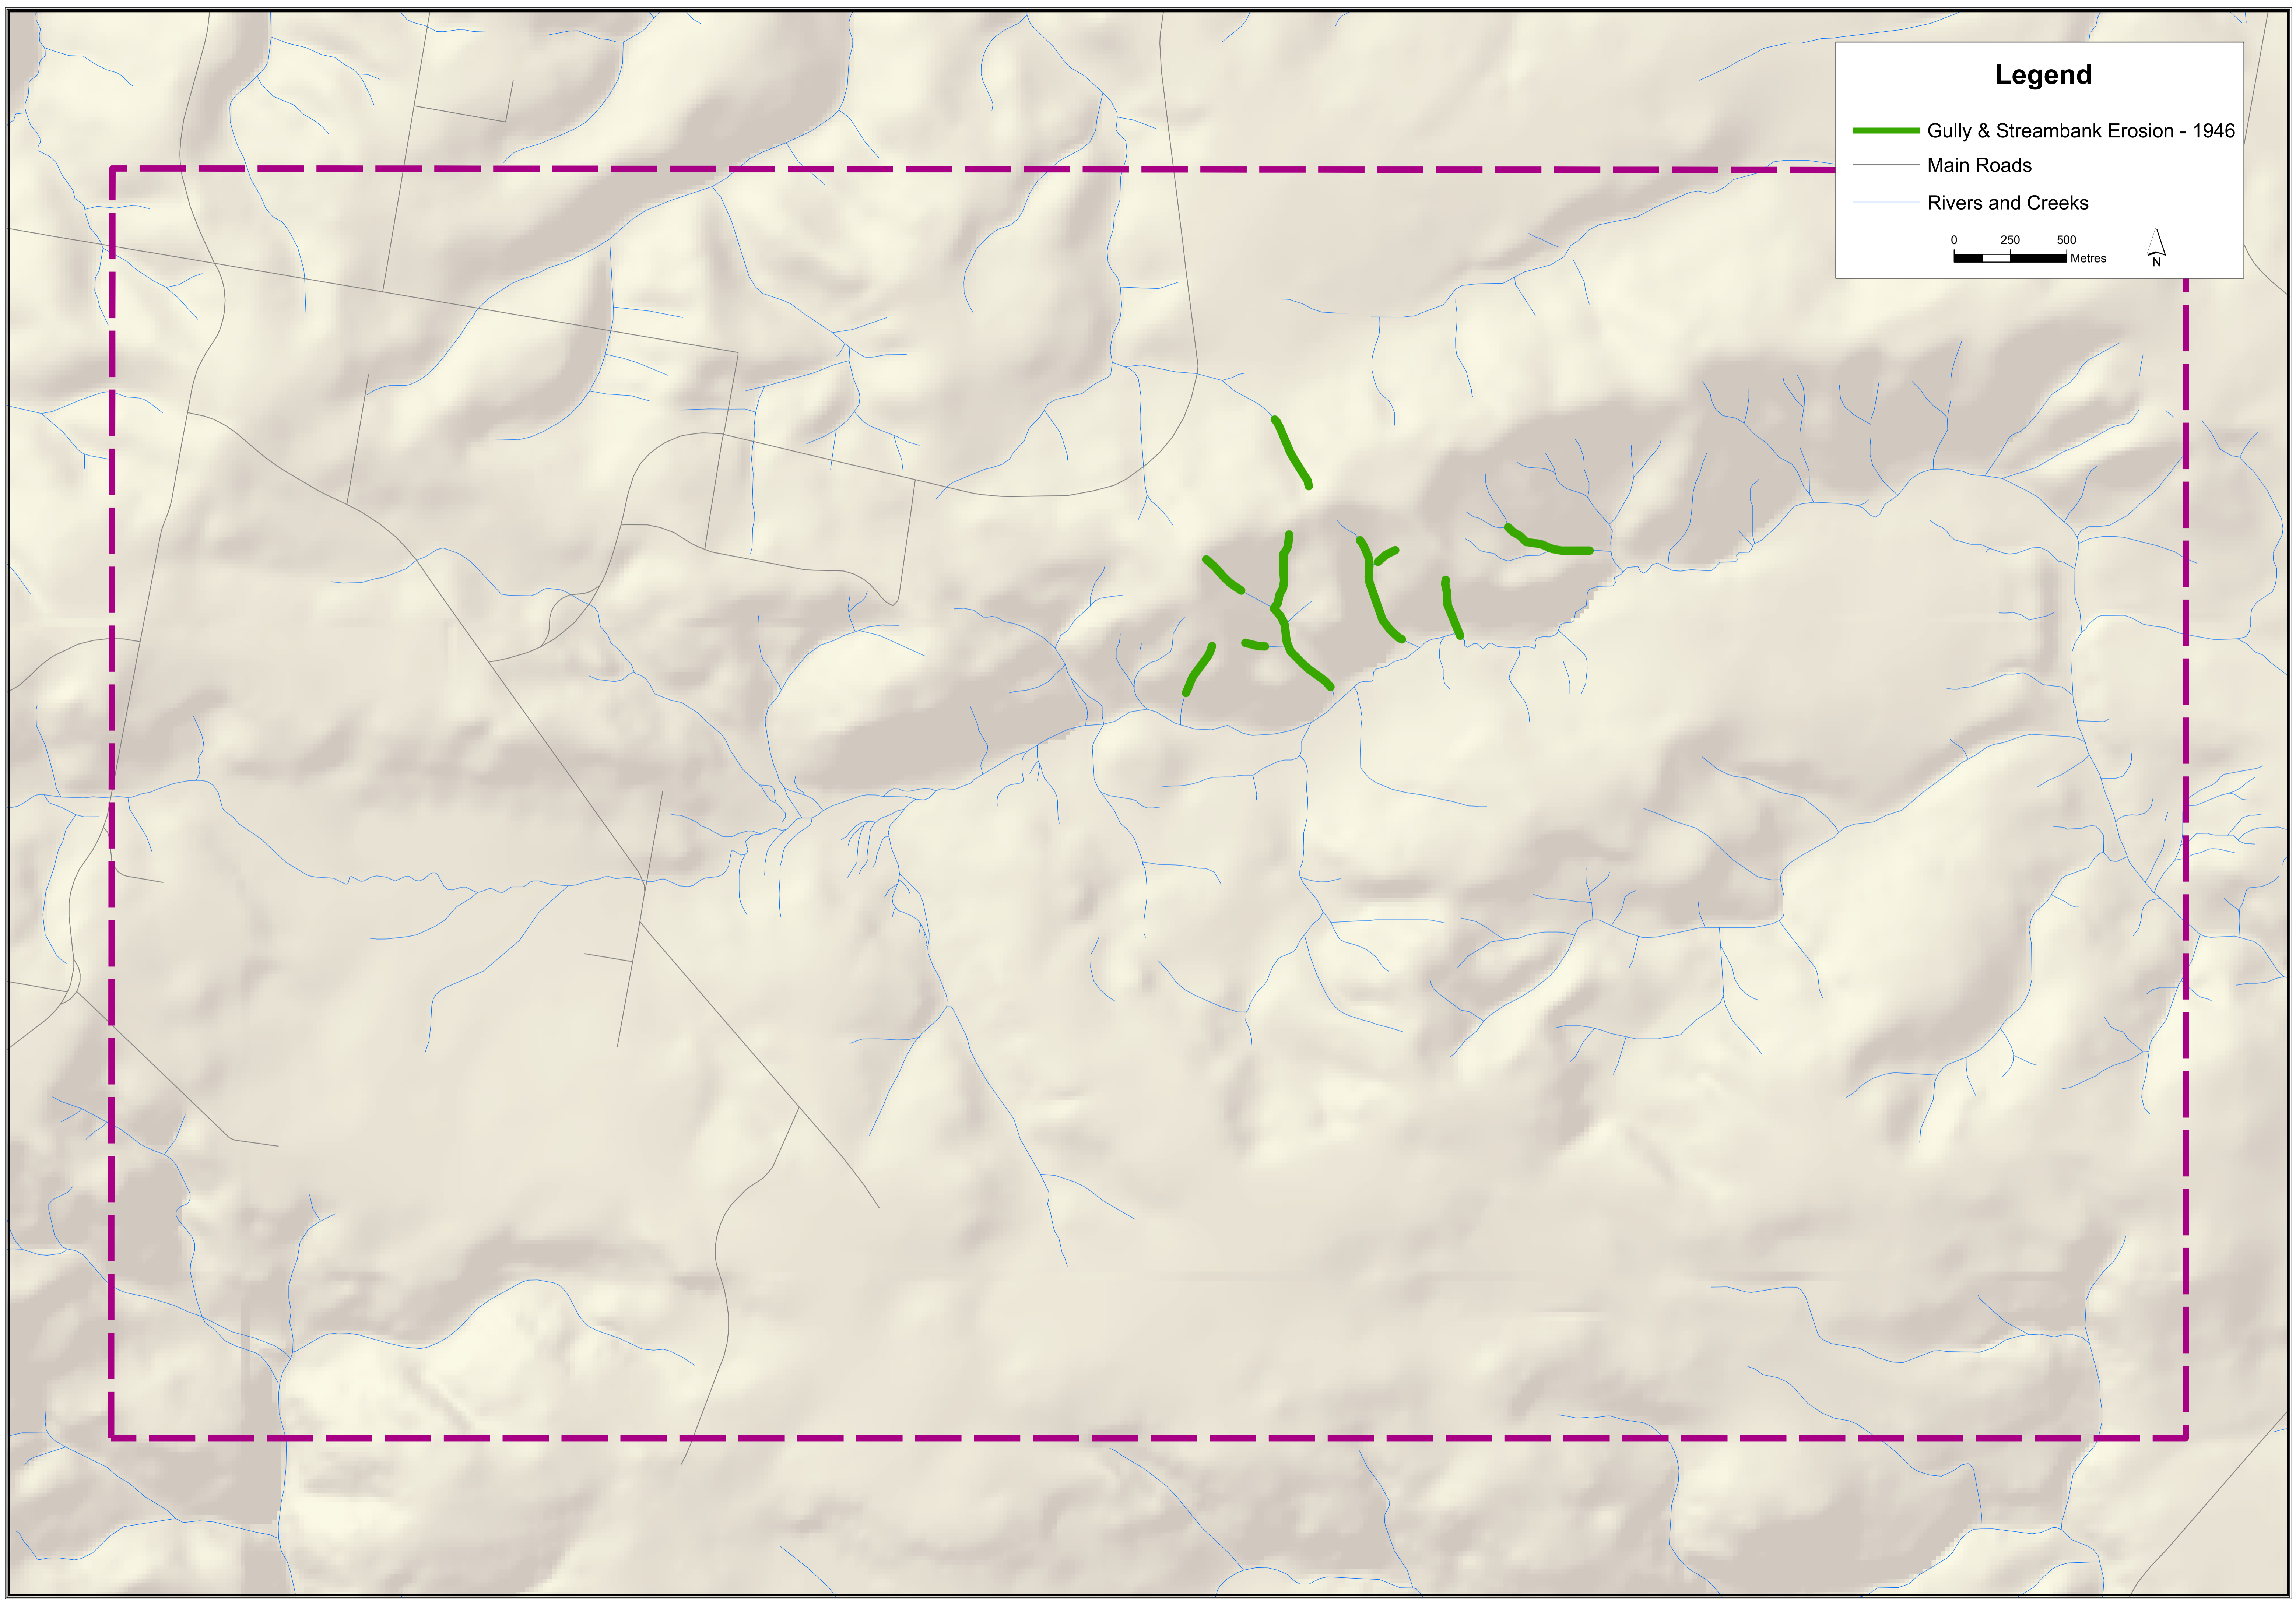 Legend
Gully & Streambank Erosion - 1946
Main Roads
Rivers and Creeks
0 250 500
Metres
N